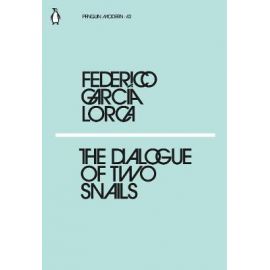 PENGUIN MODERN · 43
FEDERICO
GARCÍA
LORCA
THE DIALOGUE
OF TWO
SNAILS